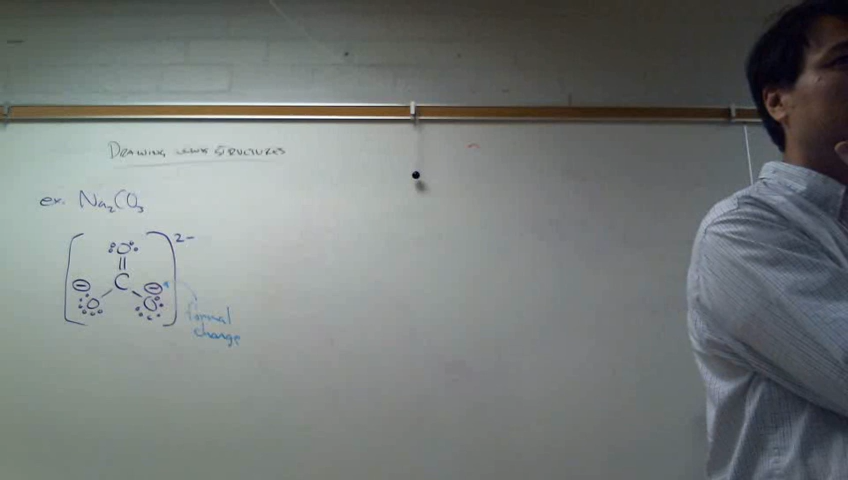 DRAWING LEWIS STRUCTURES
ex. Na₂CO₃
2-
O
C
O O
formal
charge